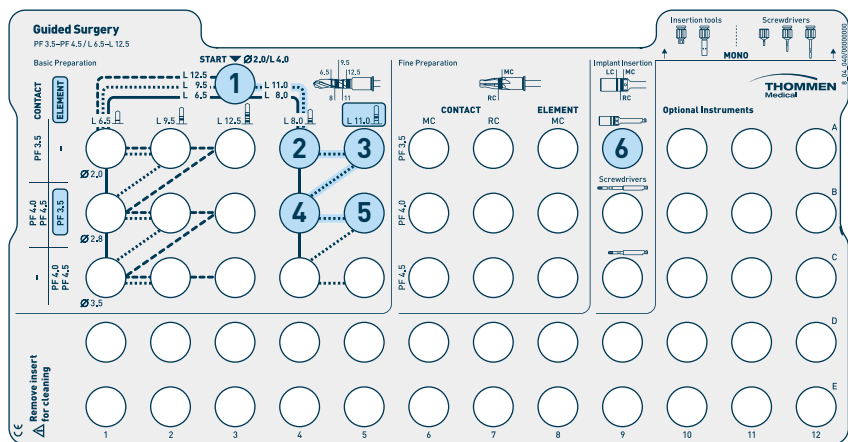 Guided Surgery
PF 3.5–PF 4.5 / L 6.5–L 12.5
Basic Preparation
START Ø 2.0/L 4.0
L 12.5
L 9.5
L 6.5
1
L 11.0
L 8.0
6.5
9.5
12.5
8
11
CONTACT
ELEMENT
L 6.5
L 9.5
L 12.5
L 8.0
L 11.0
PF 3.5
-
2
3
Ø 2.0
PF 4.0
PF 4.5
PF 3.5
4
5
Ø 2.8
-
PF 4.0
PF 4.5
Ø 3.5
Fine Preparation
MC
RC
CONTACT
ELEMENT
MC
RC
MC
PF 3.5
PF 4.0
PF 4.5
Implant Insertion
LC
MC
RC
6
Screwdrivers
Insertion tools
Screwdrivers
MONO
THOMMEN
Medical
8_04_040/00000000
Optional Instruments
A
B
C
D
E
Remove insert
for cleaning
CE
1
2
3
4
5
6
7
8
9
10
11
12